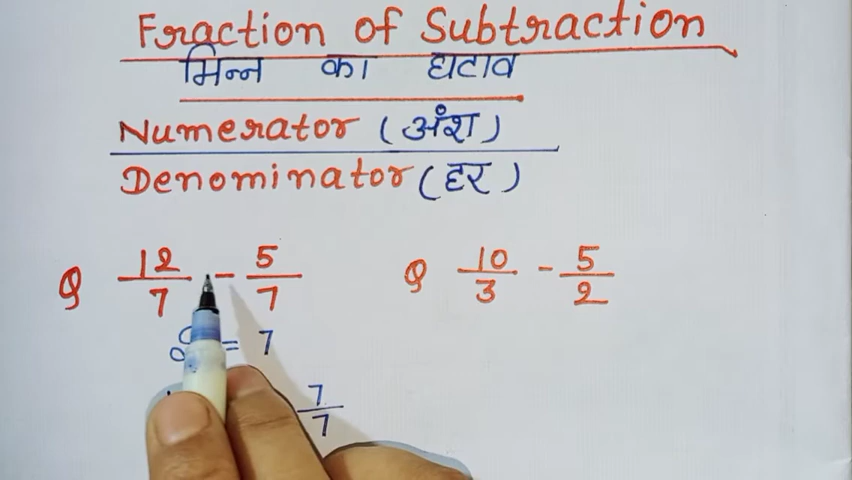 Fraction of Subtraction
भिन्न का घटाव
Numerator (अंश)
Denominator (हर)
Q 12/7 - 5/7
Q 10/3 - 5/2
= 7
7/7